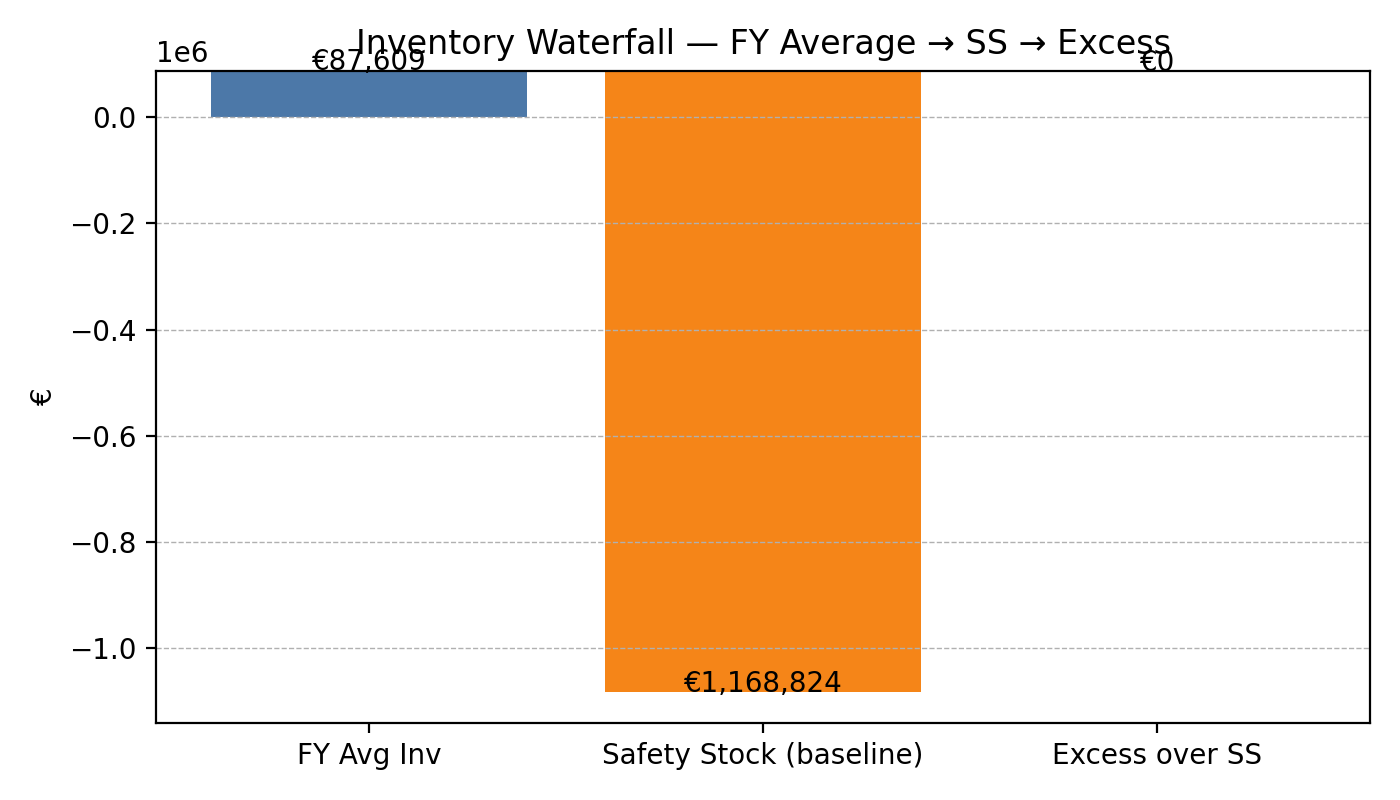 Inventory Waterfall — FY Average → SS → Excess
1e6
€87,609
€0
0.0
−0.2
−0.4
−0.6
−0.8
−1.0
€
€1,168,824
FY Avg Inv
Safety Stock (baseline)
Excess over SS